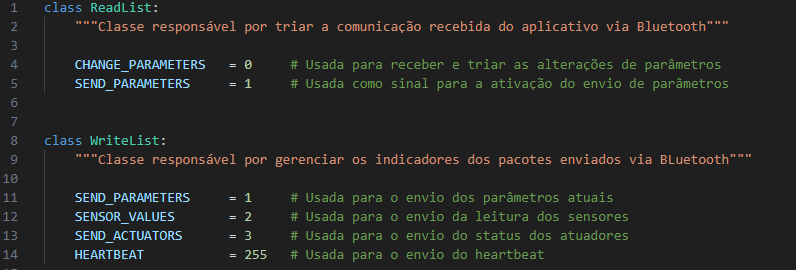 1 class ReadList:
2 """Classe responsável por triar a comunicação recebida do aplicativo via Bluetooth"""
3
4 CHANGE_PARAMETERS = 0 # Usada para receber e triar as alterações de parâmetros
5 SEND_PARAMETERS = 1 # Usada como sinal para a ativação do envio de parâmetros
6
7
8 class WriteList:
9 """Classe responsável por gerenciar os indicadores dos pacotes enviados via BLuetooth"""
10
11 SEND_PARAMETERS = 1 # Usada para o envio dos parâmetros atuais
12 SENSOR_VALUES = 2 # Usada para o envio da leitura dos sensores
13 SEND_ACTUATORS = 3 # Usada para o envio do status dos atuadores
14 HEARTBEAT = 255 # Usada para o envio do heartbeat